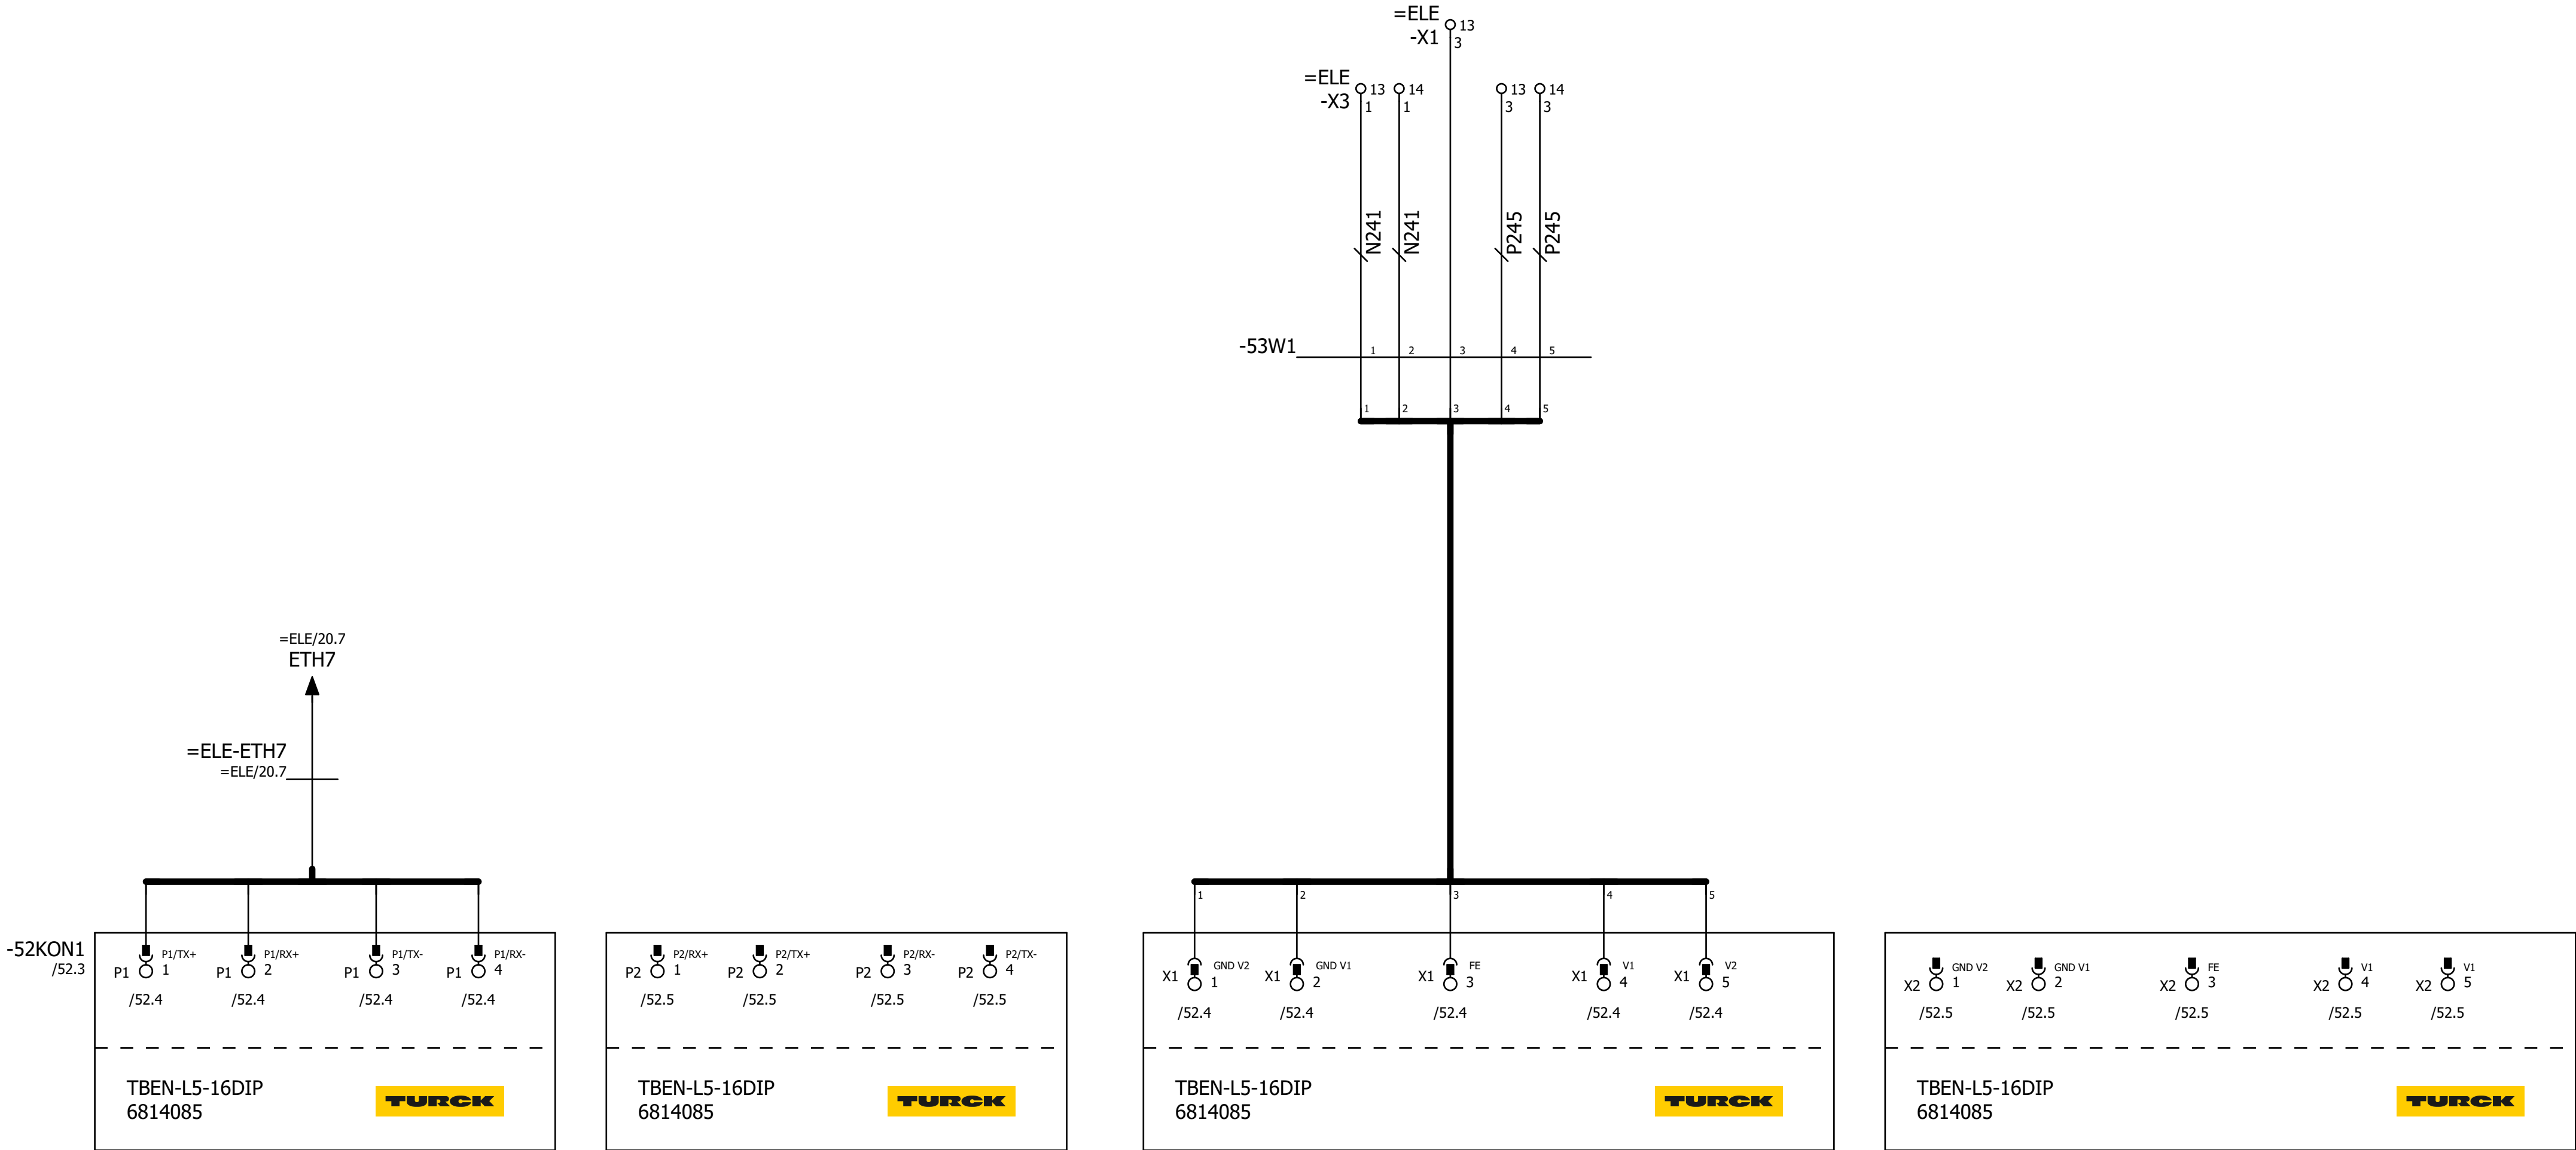 =ELE
-X1
13
3
=ELE
-X3
13
1
14
1
13
3
14
3
N241
N241
P245
P245
-53W1
1 2 3 4 5
1 2 3 4 5
=ELE/20.7
ETH7
=ELE-ETH7
=ELE/20.7
1 2 3 4 5
-52KON1
/52.3
P1 P1/TX+ 1
/52.4
P1 P1/RX+ 2
/52.4
P1 P1/TX- 3
/52.4
P1 P1/RX- 4
/52.4
TBEN-L5-16DIP
6814085
TURCK
P2 P2/RX+ 1
/52.5
P2 P2/TX+ 2
/52.5
P2 P2/RX- 3
/52.5
P2 P2/TX- 4
/52.5
TBEN-L5-16DIP
6814085
TURCK
X1 GND V2 1
/52.4
X1 GND V1 2
/52.4
X1 FE 3
/52.4
X1 V1 4
/52.4
X1 V2 5
/52.4
TBEN-L5-16DIP
6814085
TURCK
X2 GND V2 1
/52.5
X2 GND V1 2
/52.5
X2 FE 3
/52.5
X2 V1 4
/52.5
X2 V1 5
/52.5
TBEN-L5-16DIP
6814085
TURCK